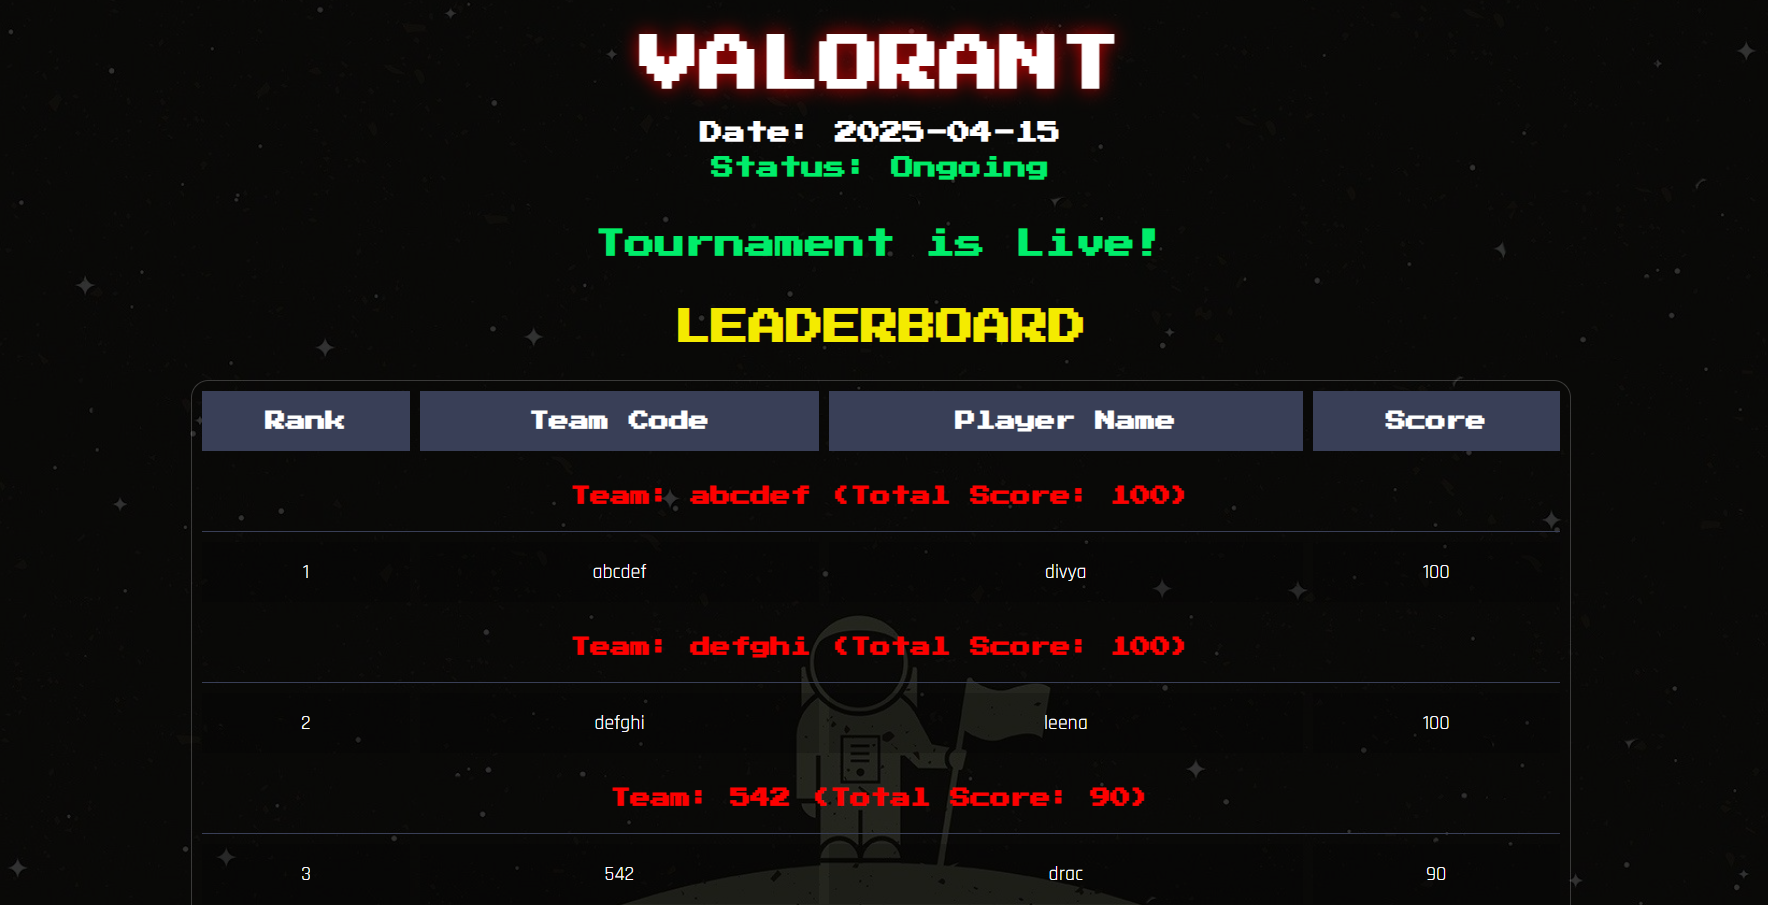 VALORANT
Date: 2025-04-15
Status: Ongoing
Tournament is Live!
LEADERBOARD
Rank Team Code Player Name Score
Team: abcdef (Total Score: 100)
1 abcdef divya 100
Team: defghi (Total Score: 100)
2 defghi leena 100
Team: 542 (Total Score: 90)
3 542 drac 90